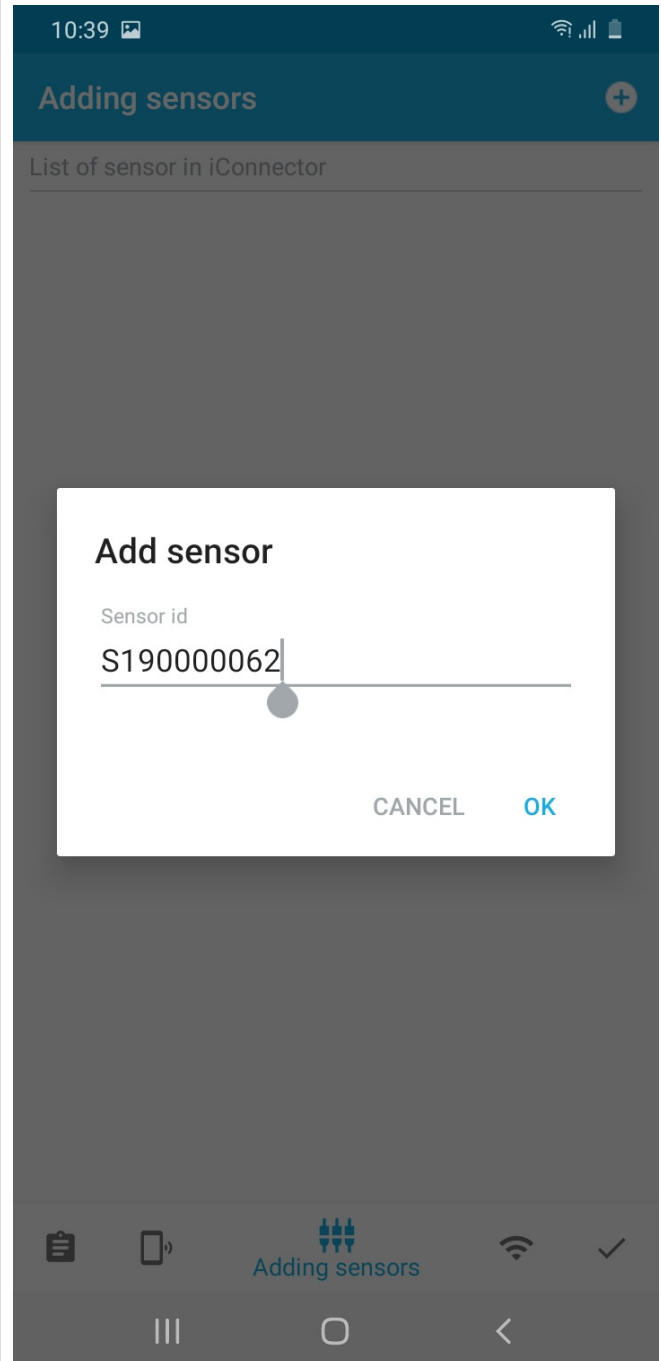 10:39
Adding sensors
List of sensor in iConnector
Add sensor
Sensor id
S190000062
CANCEL OK
Adding sensors